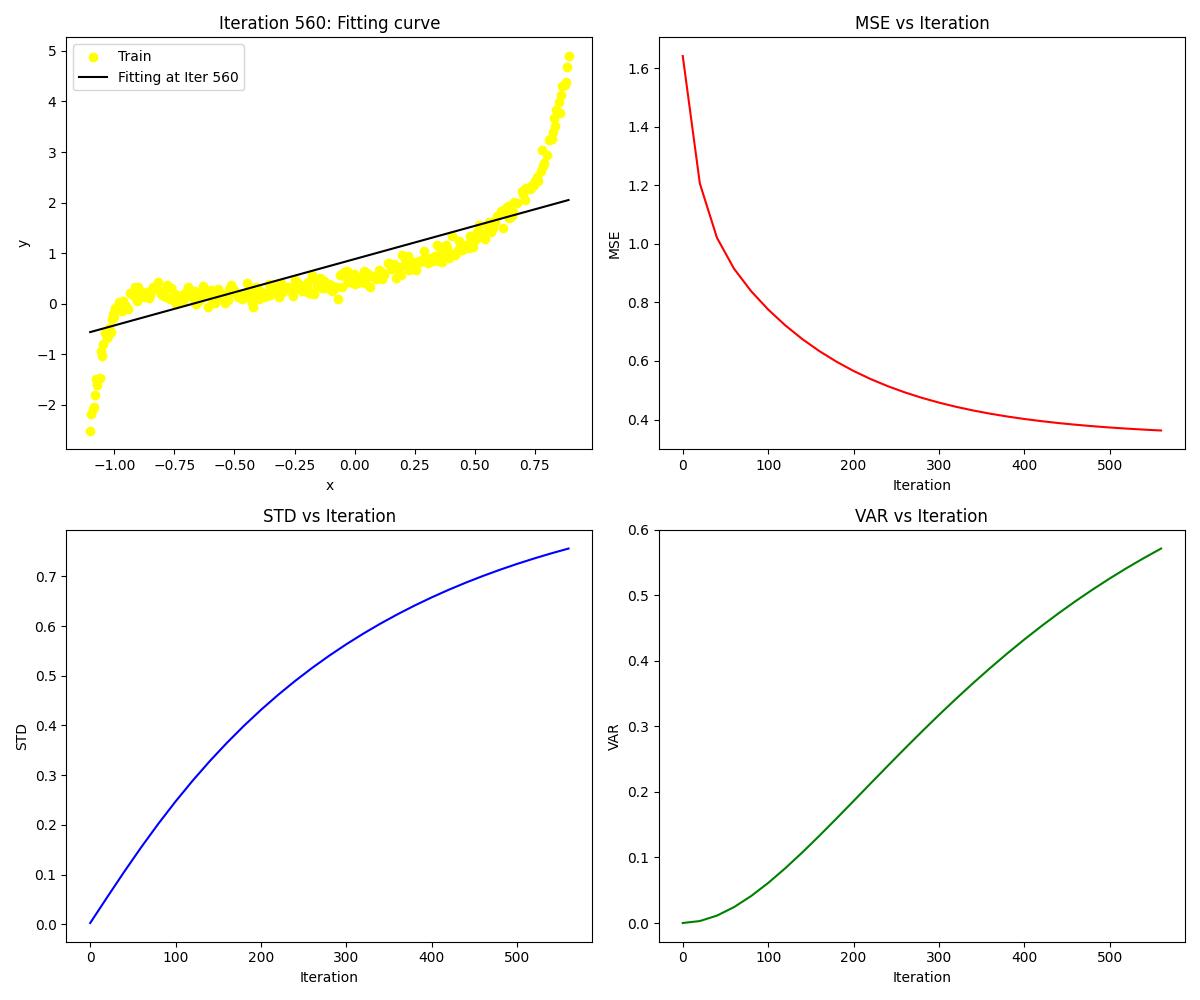 Iteration 560: Fitting curve
Train
Fitting at Iter 560
5
4
3
2
1
0
−1
−2
y
−1.00 −0.75 −0.50 −0.25 0.00 0.25 0.50 0.75
x
MSE vs Iteration
1.6
1.4
1.2
1.0
0.8
0.6
0.4
MSE
0 100 200 300 400 500
Iteration
STD vs Iteration
0.7
0.6
0.5
0.4
0.3
0.2
0.1
0.0
STD
0 100 200 300 400 500
Iteration
VAR vs Iteration
0.6
0.5
0.4
0.3
0.2
0.1
0.0
VAR
0 100 200 300 400 500
Iteration